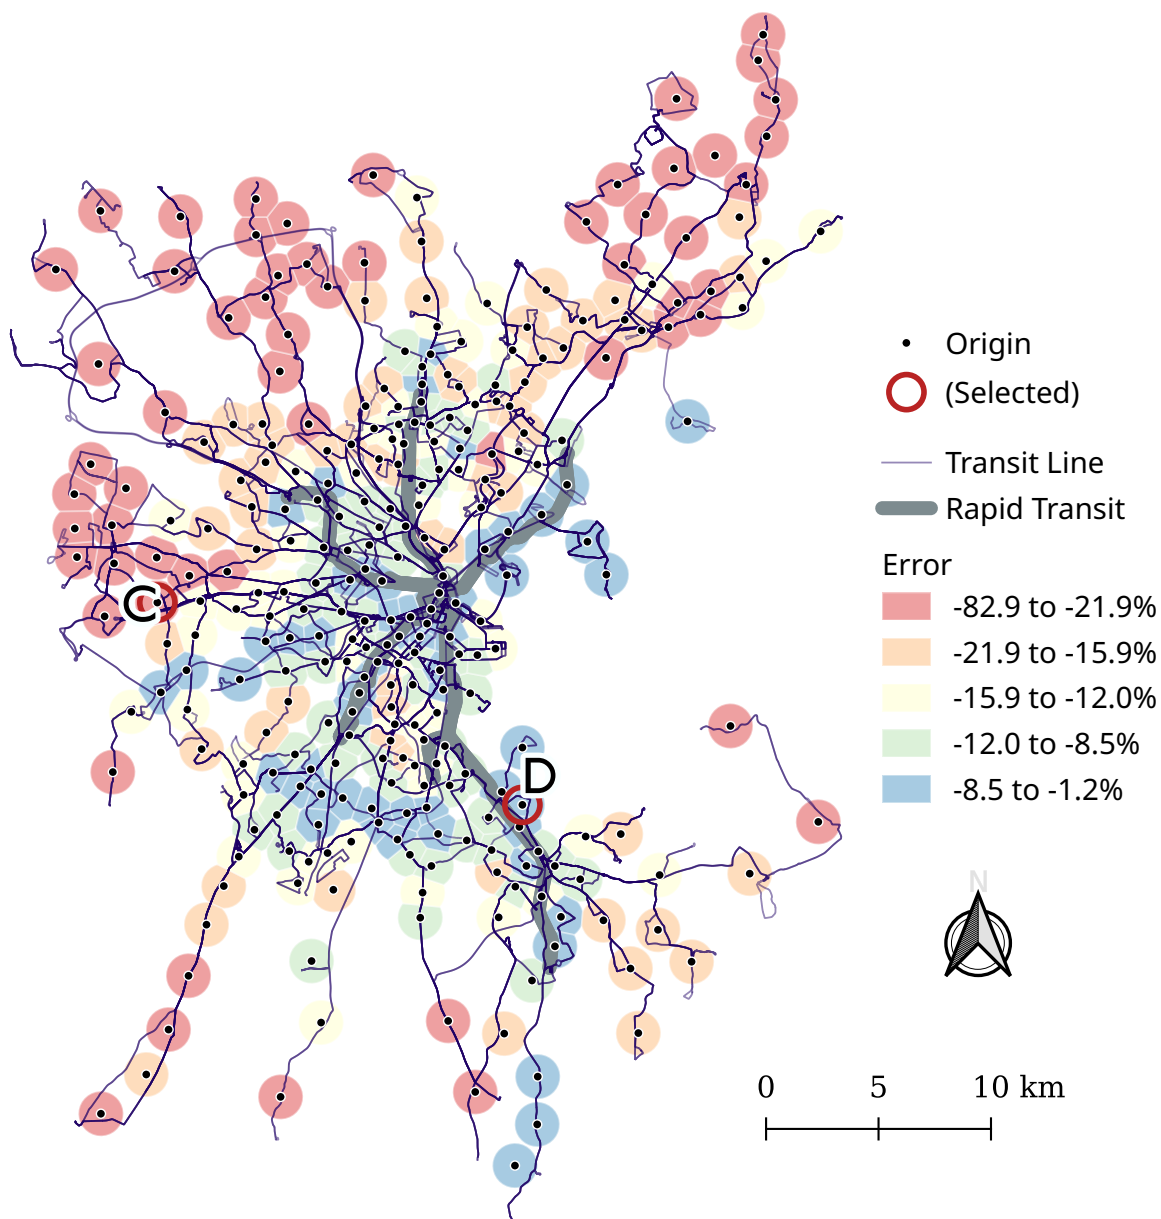 Origin
(Selected)
Transit Line
Rapid Transit
Error
-82.9 to -21.9%
-21.9 to -15.9%
-15.9 to -12.0%
-12.0 to -8.5%
-8.5 to -1.2%
C
D
N
0 5 10 km